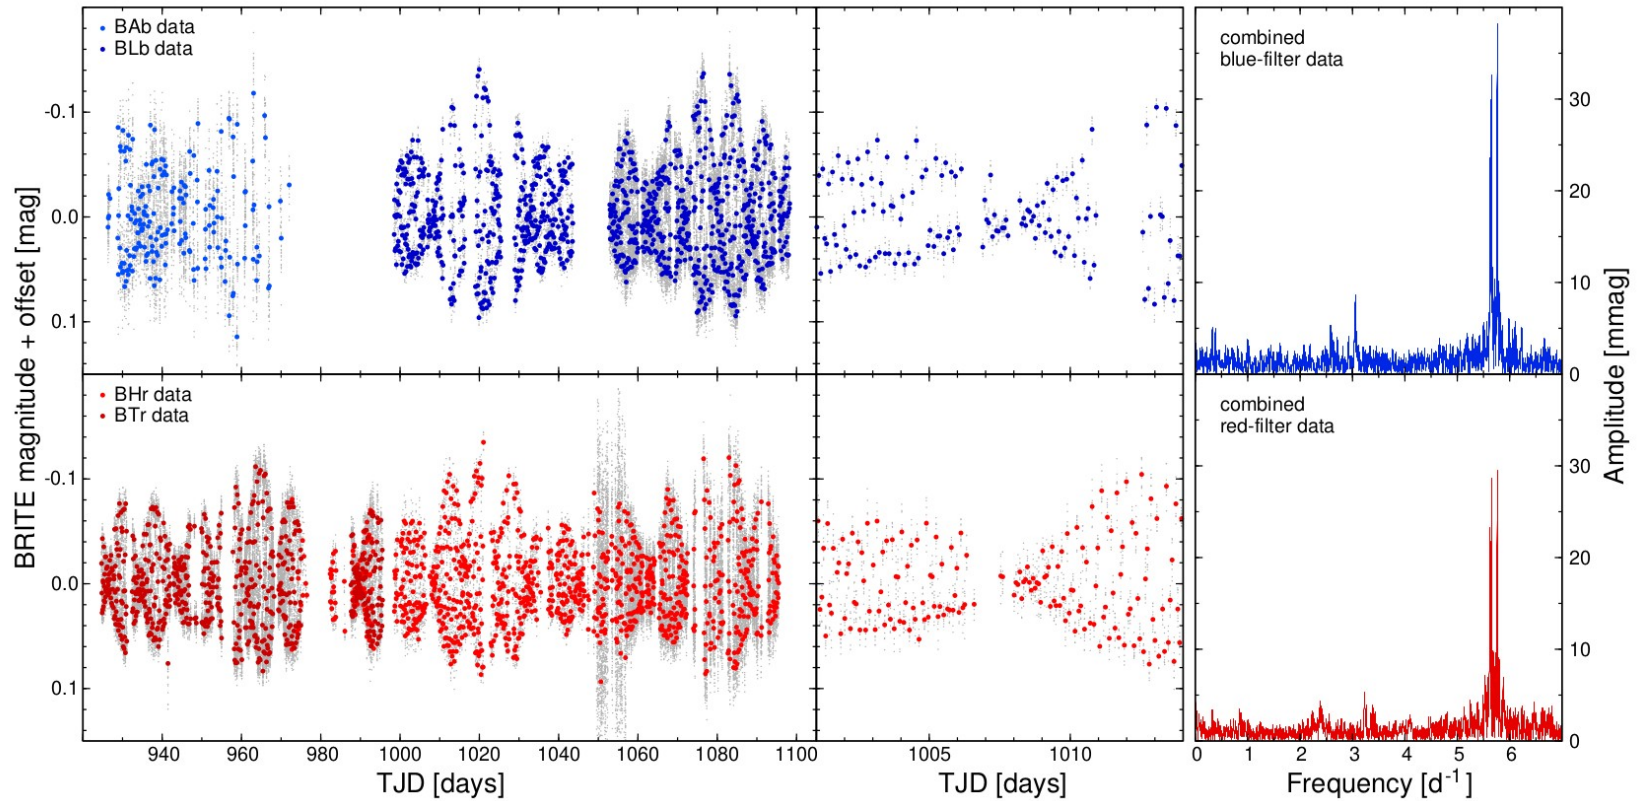 BAb data
BLb data
combined
blue-filter data
-0.1
0.0
0.1
30
20
10
0
BHr data
BTr data
combined
red-filter data
-0.1
0.0
0.1
30
20
10
0
BRITE magnitude + offset [mag]
Amplitude [mmag]
940 960 980 1000 1020 1040 1060 1080 1100
1005 1010
0 1 2 3 4 5 6
TJD [days]
TJD [days]
Frequency [d-1]